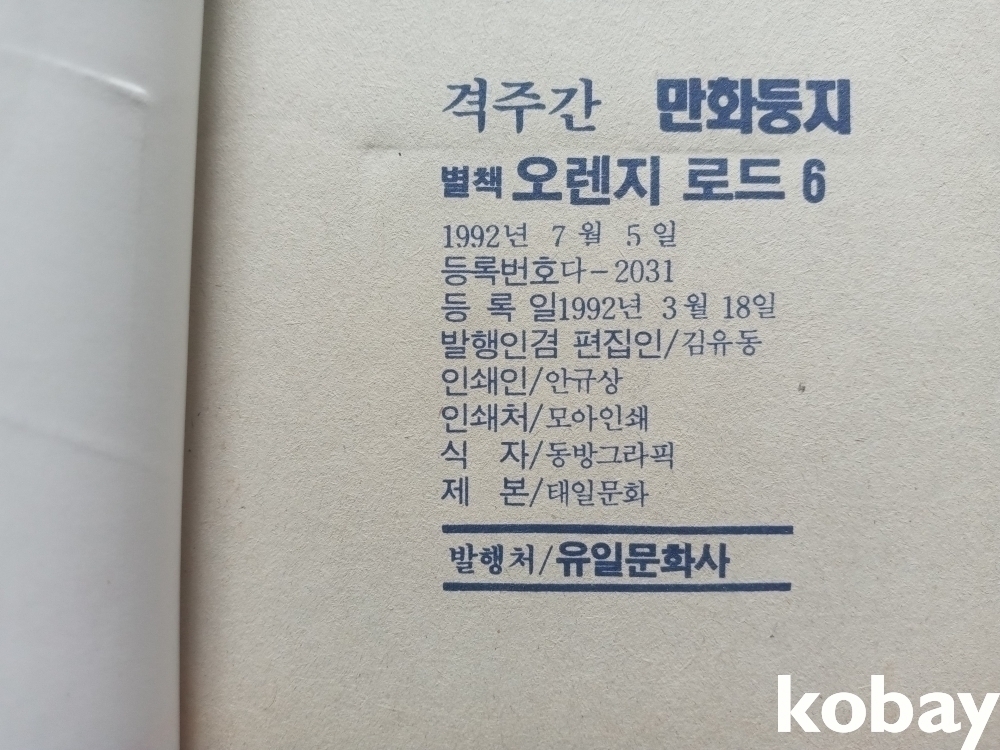 격주간 만화둥지
별책 오렌지 로드 6
1992년 7월 5일
등록번호다-2031
등 록 일1992년 3월 18일
발행인겸 편집인/김유동
인쇄인/안규상
인쇄처/모아인쇄
식 자/동방그라픽
제 본/태일문화
발행처/유일문화사
kobay